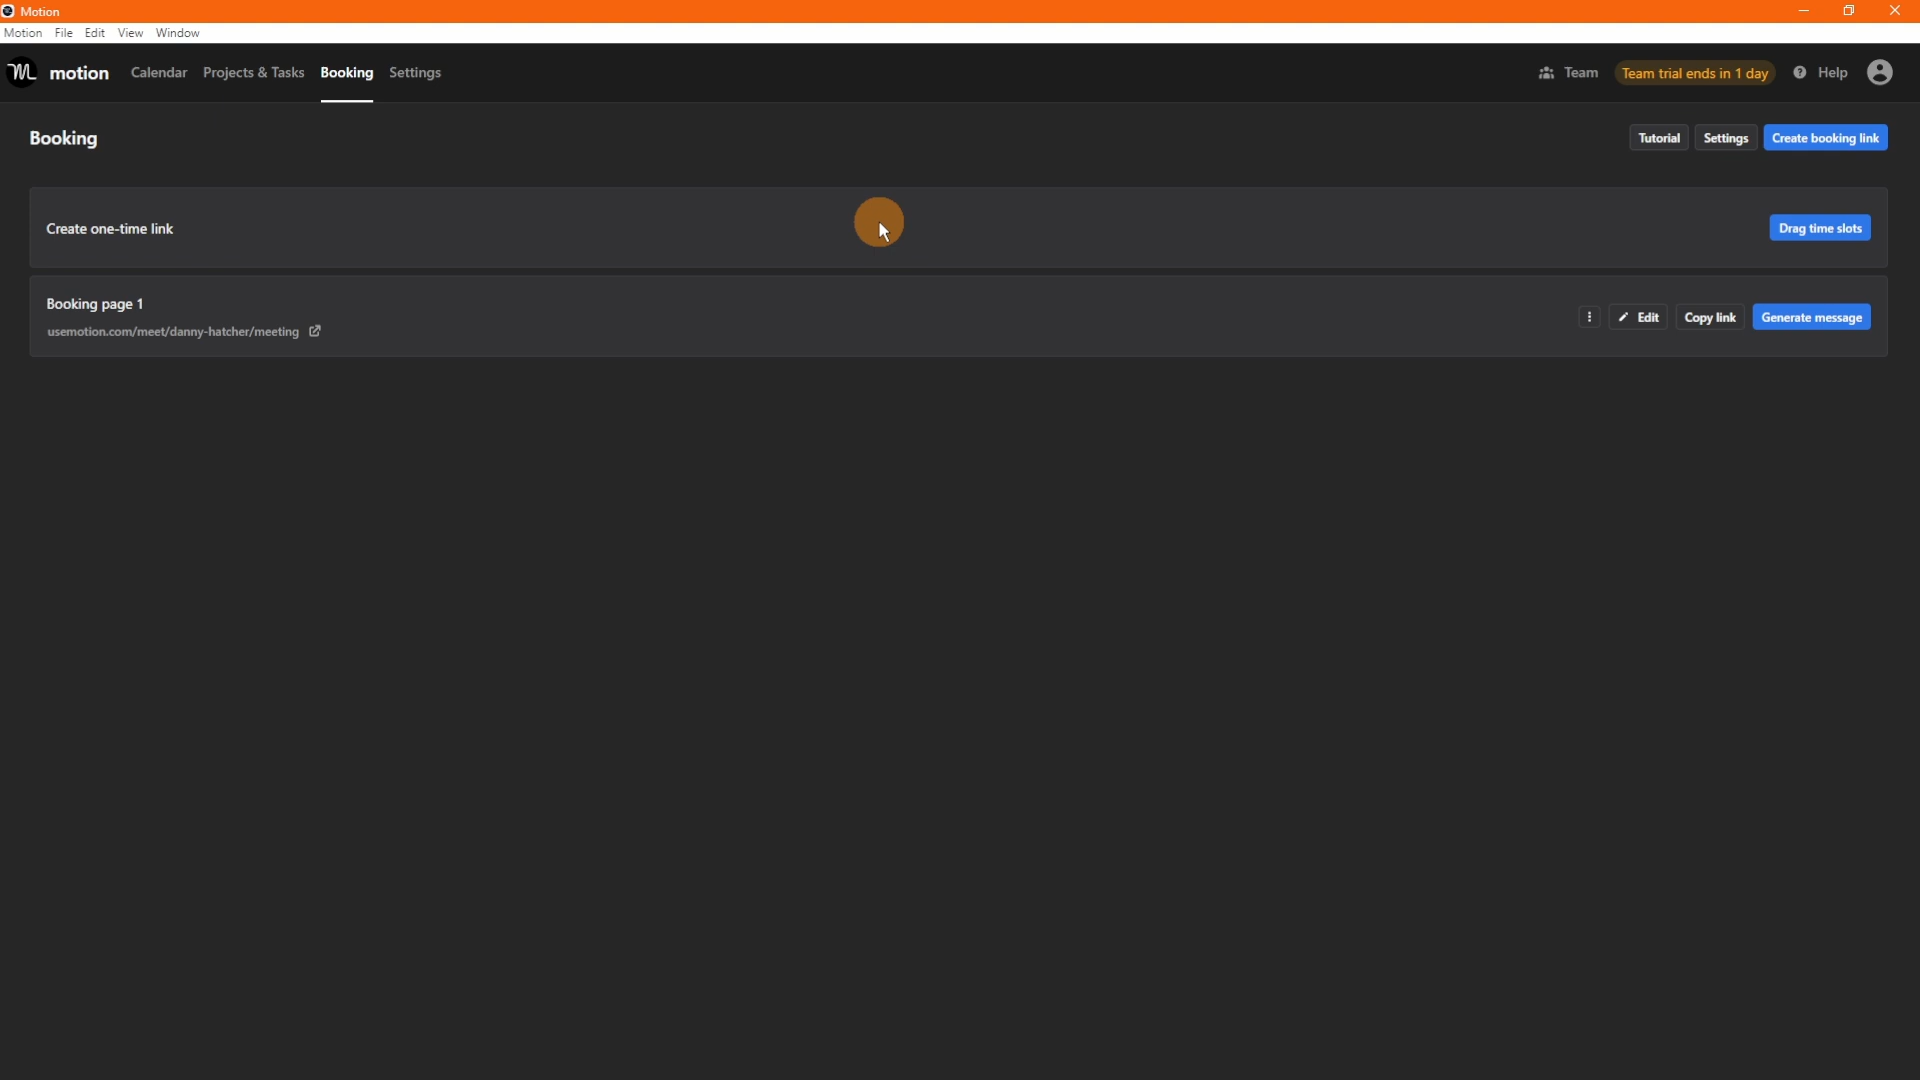 Motion
Motion File Edit View Window
motion Calendar Projects & Tasks Booking Settings Team Team trial ends in 1 day Help
Booking Tutorial Settings Create booking link
Create one-time link Drag time slots
Booking page 1
usemotion.com/meet/danny-hatcher/meeting Edit Copy link Generate message